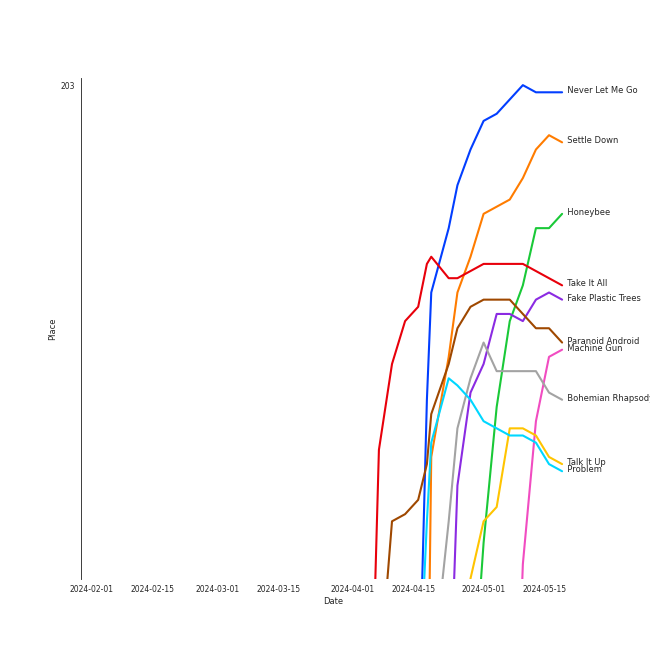 203
Never Let Me Go
Settle Down
Honeybee
Take It All
Fake Plastic Trees
Paranoid Android
Machine Gun
Bohemian Rhapsod
Talk It Up
Problem
Place
2024-02-01 2024-02-15 2024-03-01 2024-03-15 2024-04-01 2024-04-15 2024-05-01 2024-05-15
Date